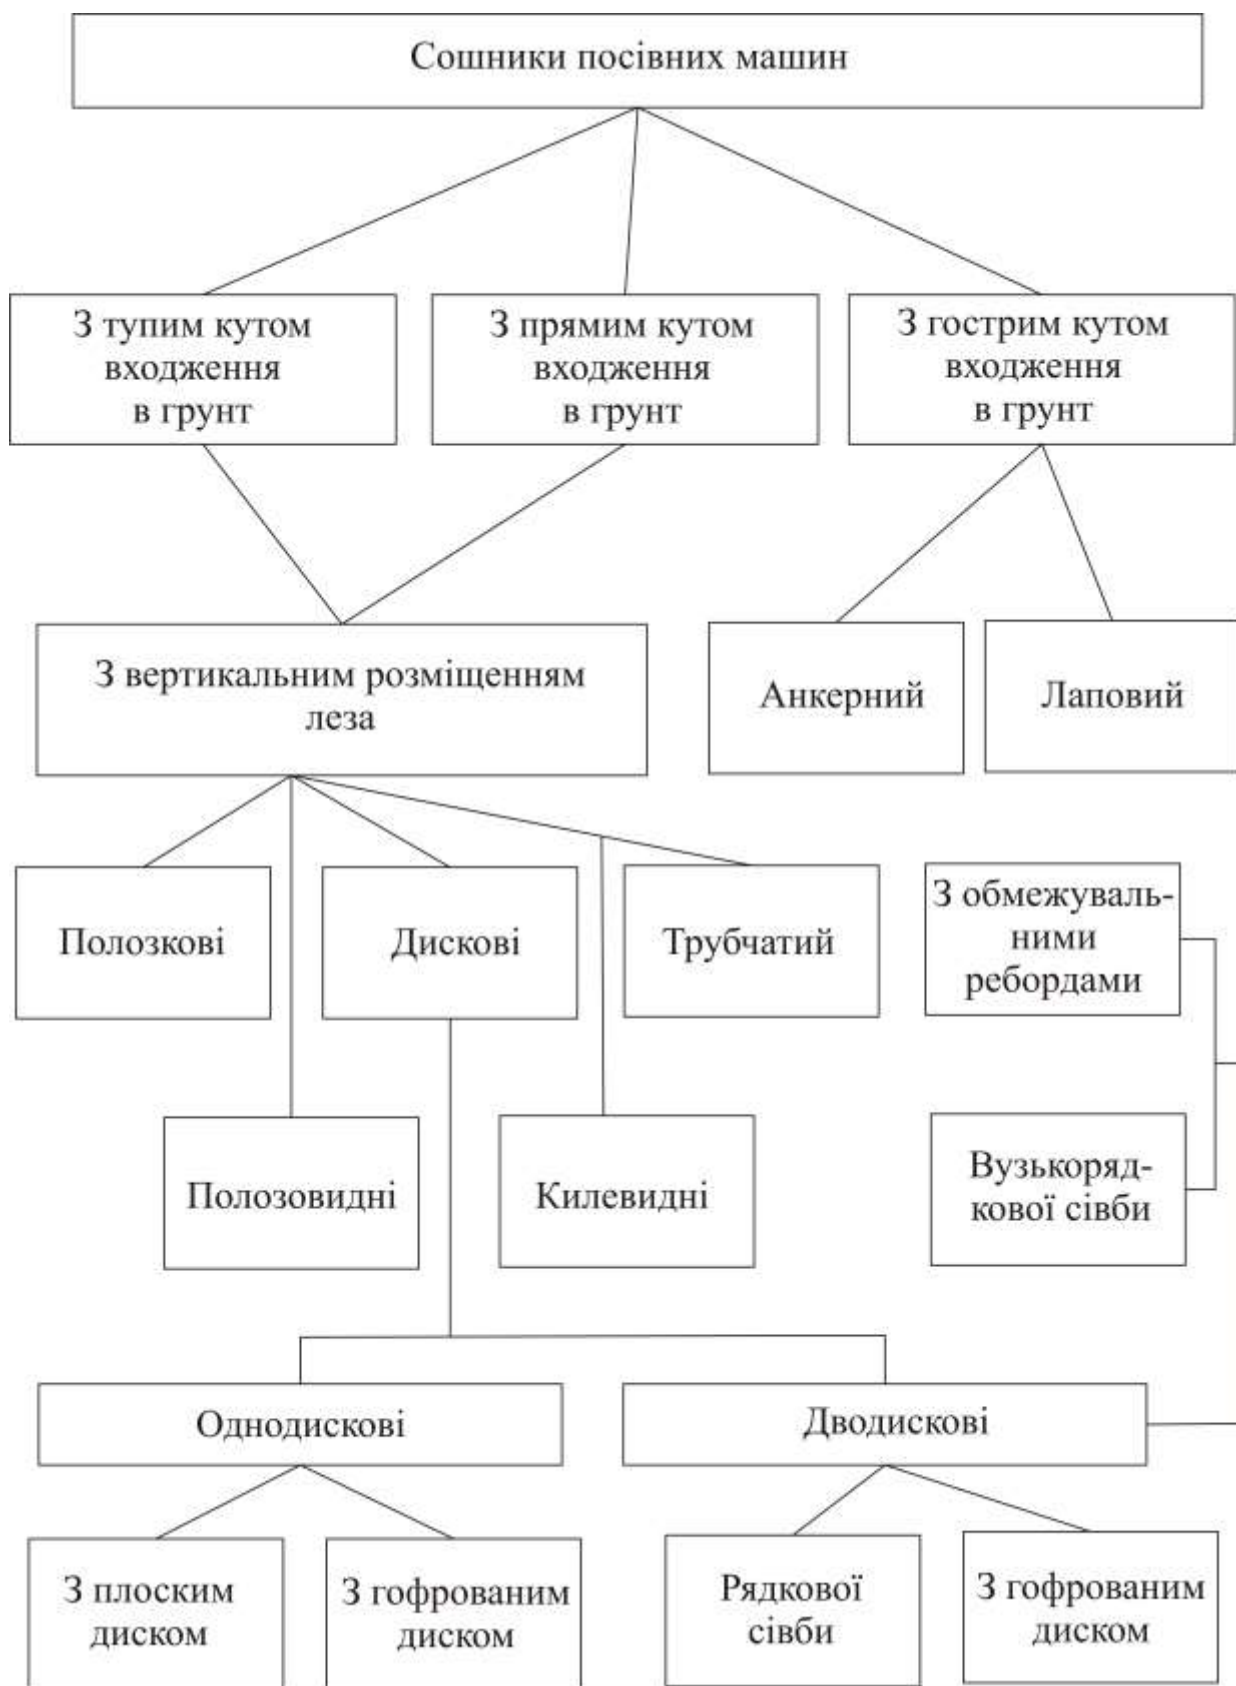 Сошники посівних машин
З тупим кутом
входження
в грунт
З прямим кутом
входження
в грунт
З гострим кутом
входження
в грунт
З вертикальним розміщенням
леза
Анкерний
Лаповий
Полозкові
Дискові
Трубчатий
З обмежуваль-
ними
ребордами
Полозовидні
Килевидні
Вузькоряд-
кової сівби
Однодискові
Дводискові
З плоским
диском
З гофрованим
диском
Рядкової
сівби
З гофрованим
диском